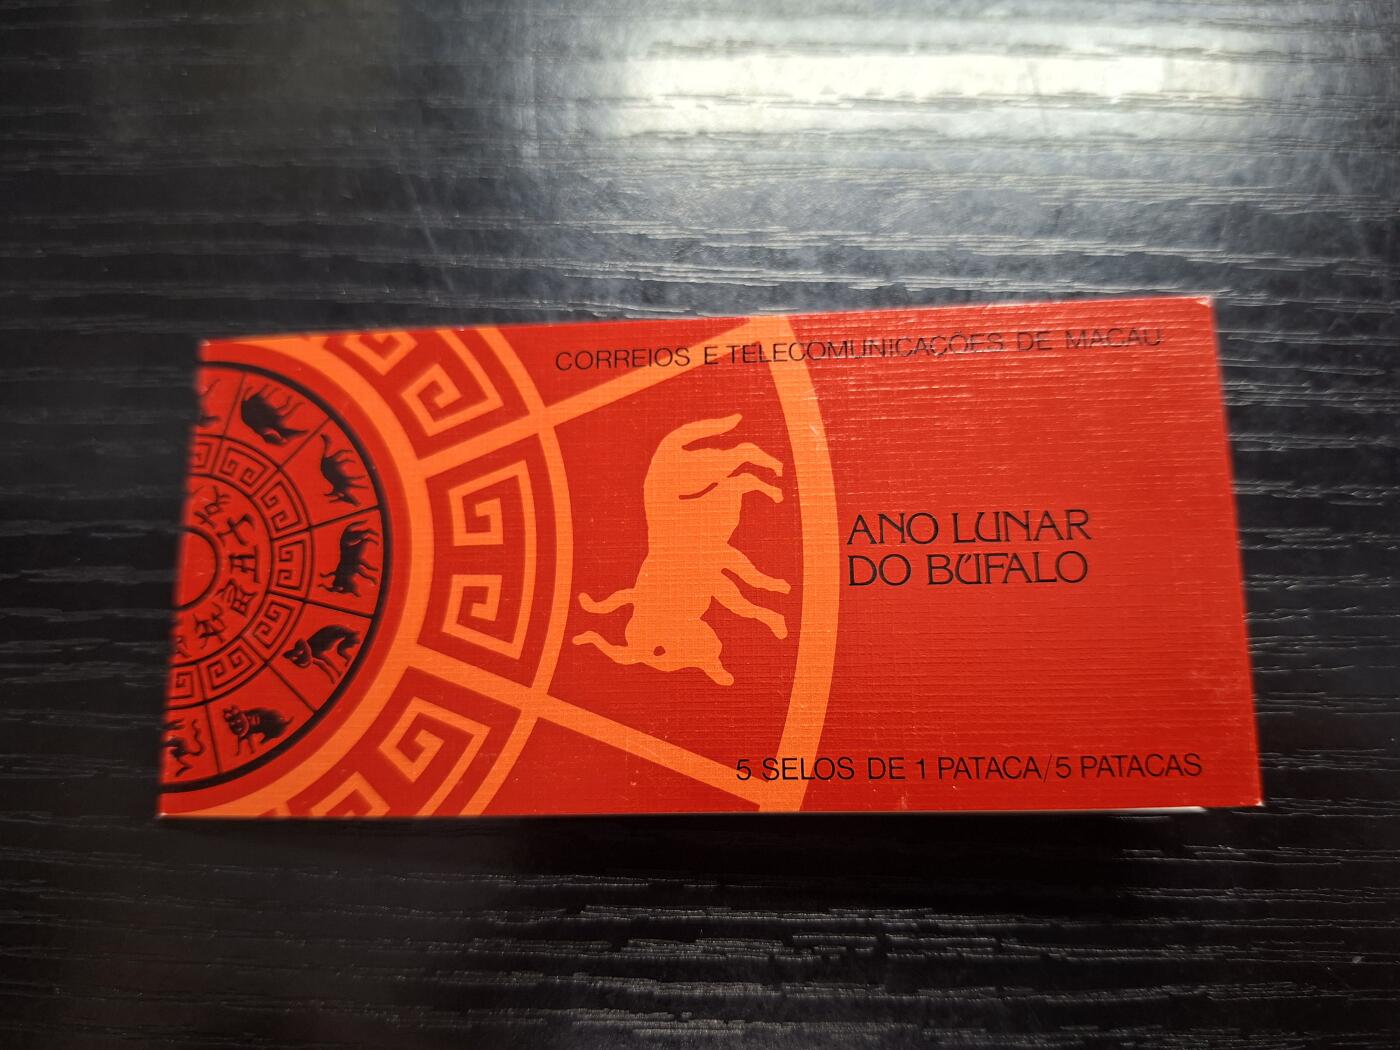 CORREIOS E TELECOMUNICAÇÕES DE MACAU
ANO LUNAR
DO BÚFALO
5 SELOS DE 1 PATACA/5 PATACAS